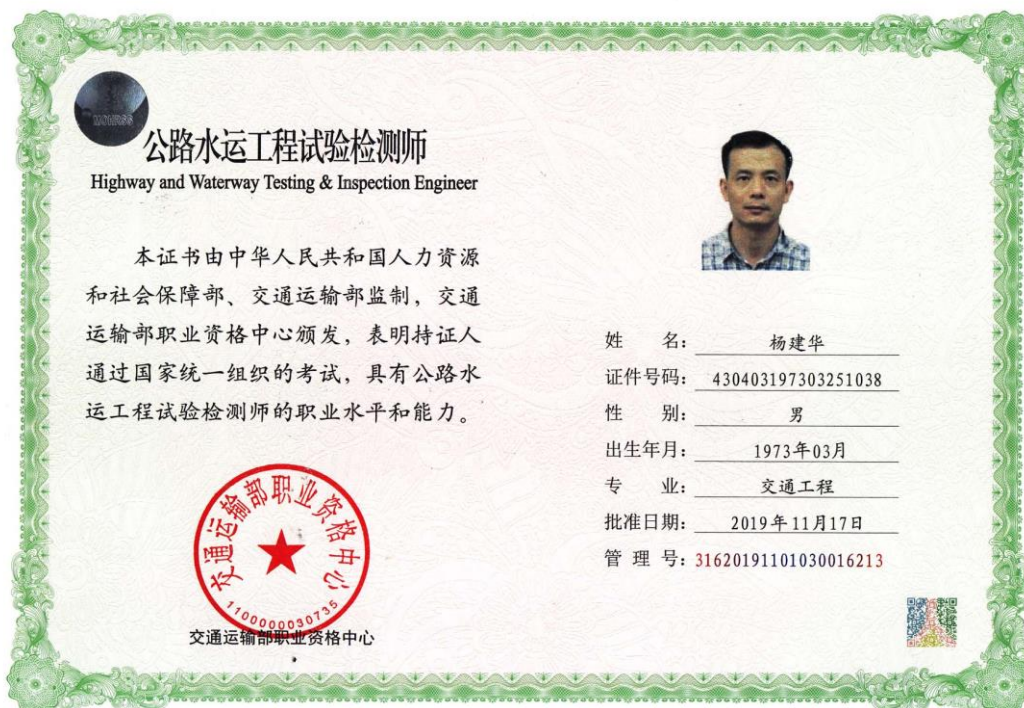 MOHRSS
公路水运工程试验检测师
Highway and Waterway Testing & Inspection Engineer
本证书由中华人民共和国人力资源
和社会保障部、交通运输部监制，交通
运输部职业资格中心颁发，表明持证人
通过国家统一组织的考试，具有公路水
运工程试验检测师的职业水平和能力。
交通运输部职业资格中心
1100000030735
交通运输部职业资格中心
姓 名：杨建华
证件号码：430403197303251038
性 别：男
出生年月：1973年03月
专 业：交通工程
批准日期：2019年11月17日
管 理 号：31620191101030016213